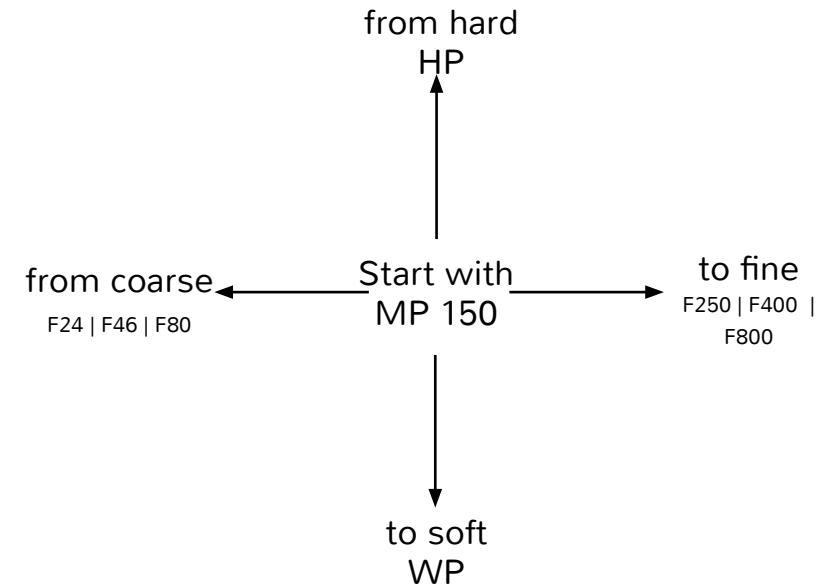 from hard
HP
from coarse
F24 | F46 | F80
Start with
MP 150
to fine
F250 | F400 |
F800
to soft
WP